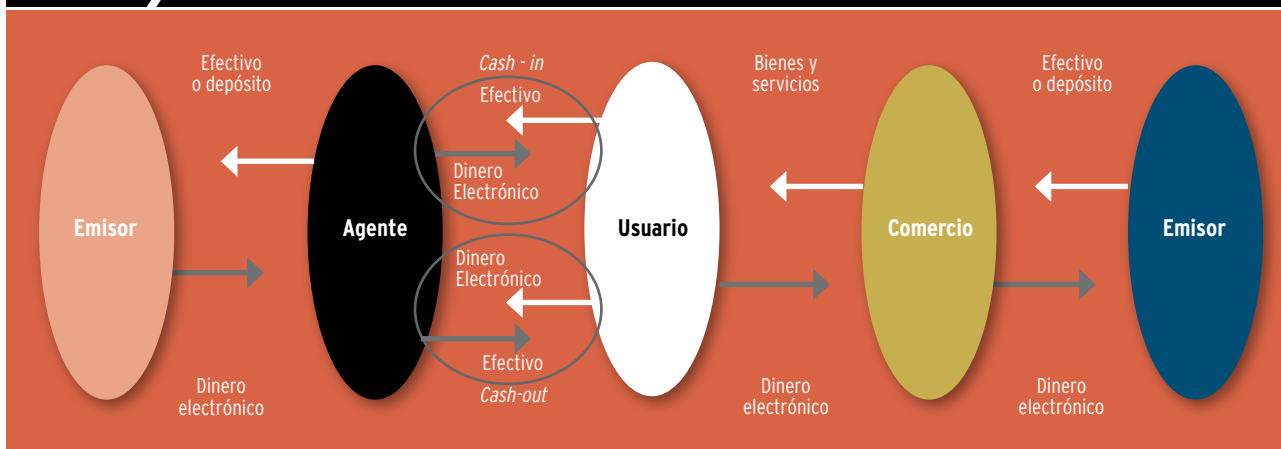 Efectivo
o depósito
Cash - in
Efectivo
Dinero
Electrónico
Bienes y
servicios
Efectivo
o depósito
Emisor
Agente
Usuario
Comercio
Emisor
Dinero
Electrónico
Efectivo
Cash-out
Dinero
electrónico
Dinero
electrónico
Dinero
electrónico